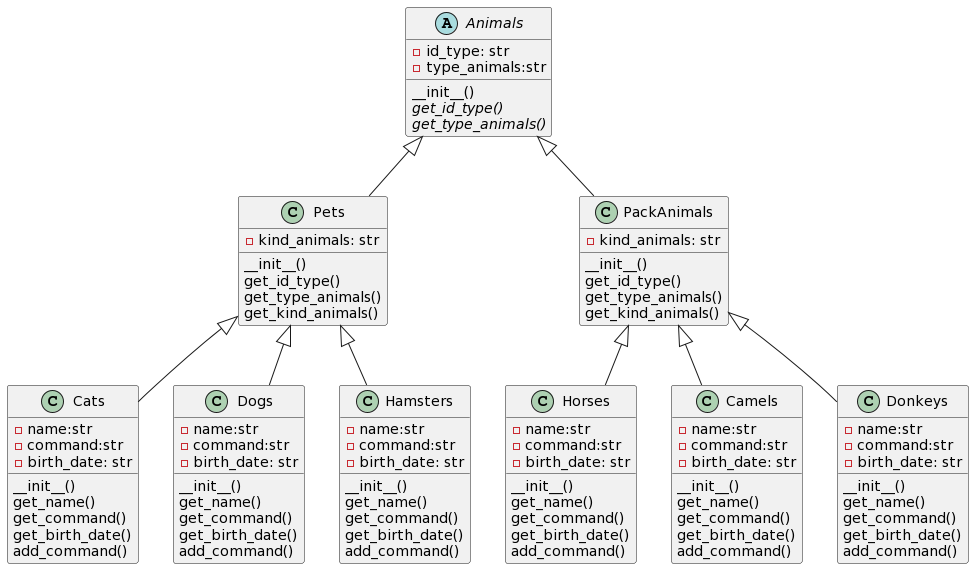 A Animals
id_type: str
type_animals:str
__init__()
get_id_type()
get_type_animals()
C Pets
kind_animals: str
__init__()
get_id_type()
get_type_animals()
get_kind_animals()
C PackAnimals
kind_animals: str
__init__()
get_id_type()
get_type_animals()
get_kind_animals()
C Cats
name:str
command:str
birth_date: str
__init__()
get_name()
get_command()
get_birth_date()
add_command()
C Dogs
name:str
command:str
birth_date: str
__init__()
get_name()
get_command()
get_birth_date()
add_command()
C Hamsters
name:str
command:str
birth_date: str
__init__()
get_name()
get_command()
get_birth_date()
add_command()
C Horses
name:str
command:str
birth_date: str
__init__()
get_name()
get_command()
get_birth_date()
add_command()
C Camels
name:str
command:str
birth_date: str
__init__()
get_name()
get_command()
get_birth_date()
add_command()
C Donkeys
name:str
command:str
birth_date: str
__init__()
get_name()
get_command()
get_birth_date()
add_command()